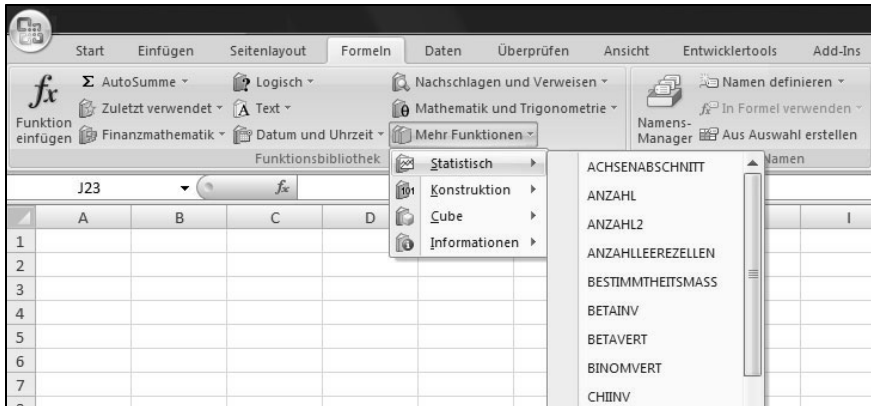 Start Einfügen Seitenlayout Formeln Daten Überprüfen Ansicht Entwicklertools Add-Ins
fx Funktion einfügen
Σ AutoSumme
Zuletzt verwendet
Finanzmathematik
Logisch
A Text
Datum und Uhrzeit
Nachschlagen und Verweisen
θ Mathematik und Trigonometrie
Mehr Funktionen
Funktionsbibliothek
Namens-
Manager
Namen definieren
fx In Formel verwenden
Aus Auswahl erstellen
Namen
Statistisch
Konstruktion
Cube
Informationen
ACHSENABSCHNITT
ANZAHL
ANZAHL2
ANZAHLLEEREZELLEN
BESTIMMTHEITSMASS
BETAINV
BETAVERT
BINOMVERT
CHIINV
J23 fx
A B C D I
1
2
3
4
5
6
7